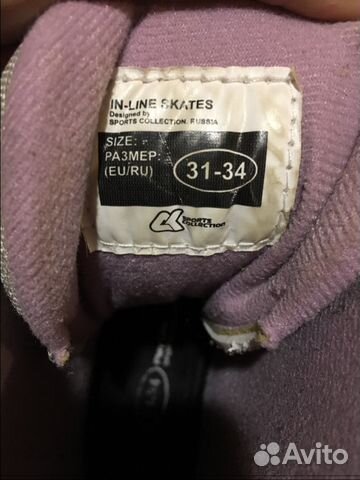 IN-LINE SKATES
Designed by
SPORTS COLLECTION. RUSSIA
SIZE:
РАЗМЕР:
(EU/RU)
31-34
SPORTS
COLLECTION
Avito